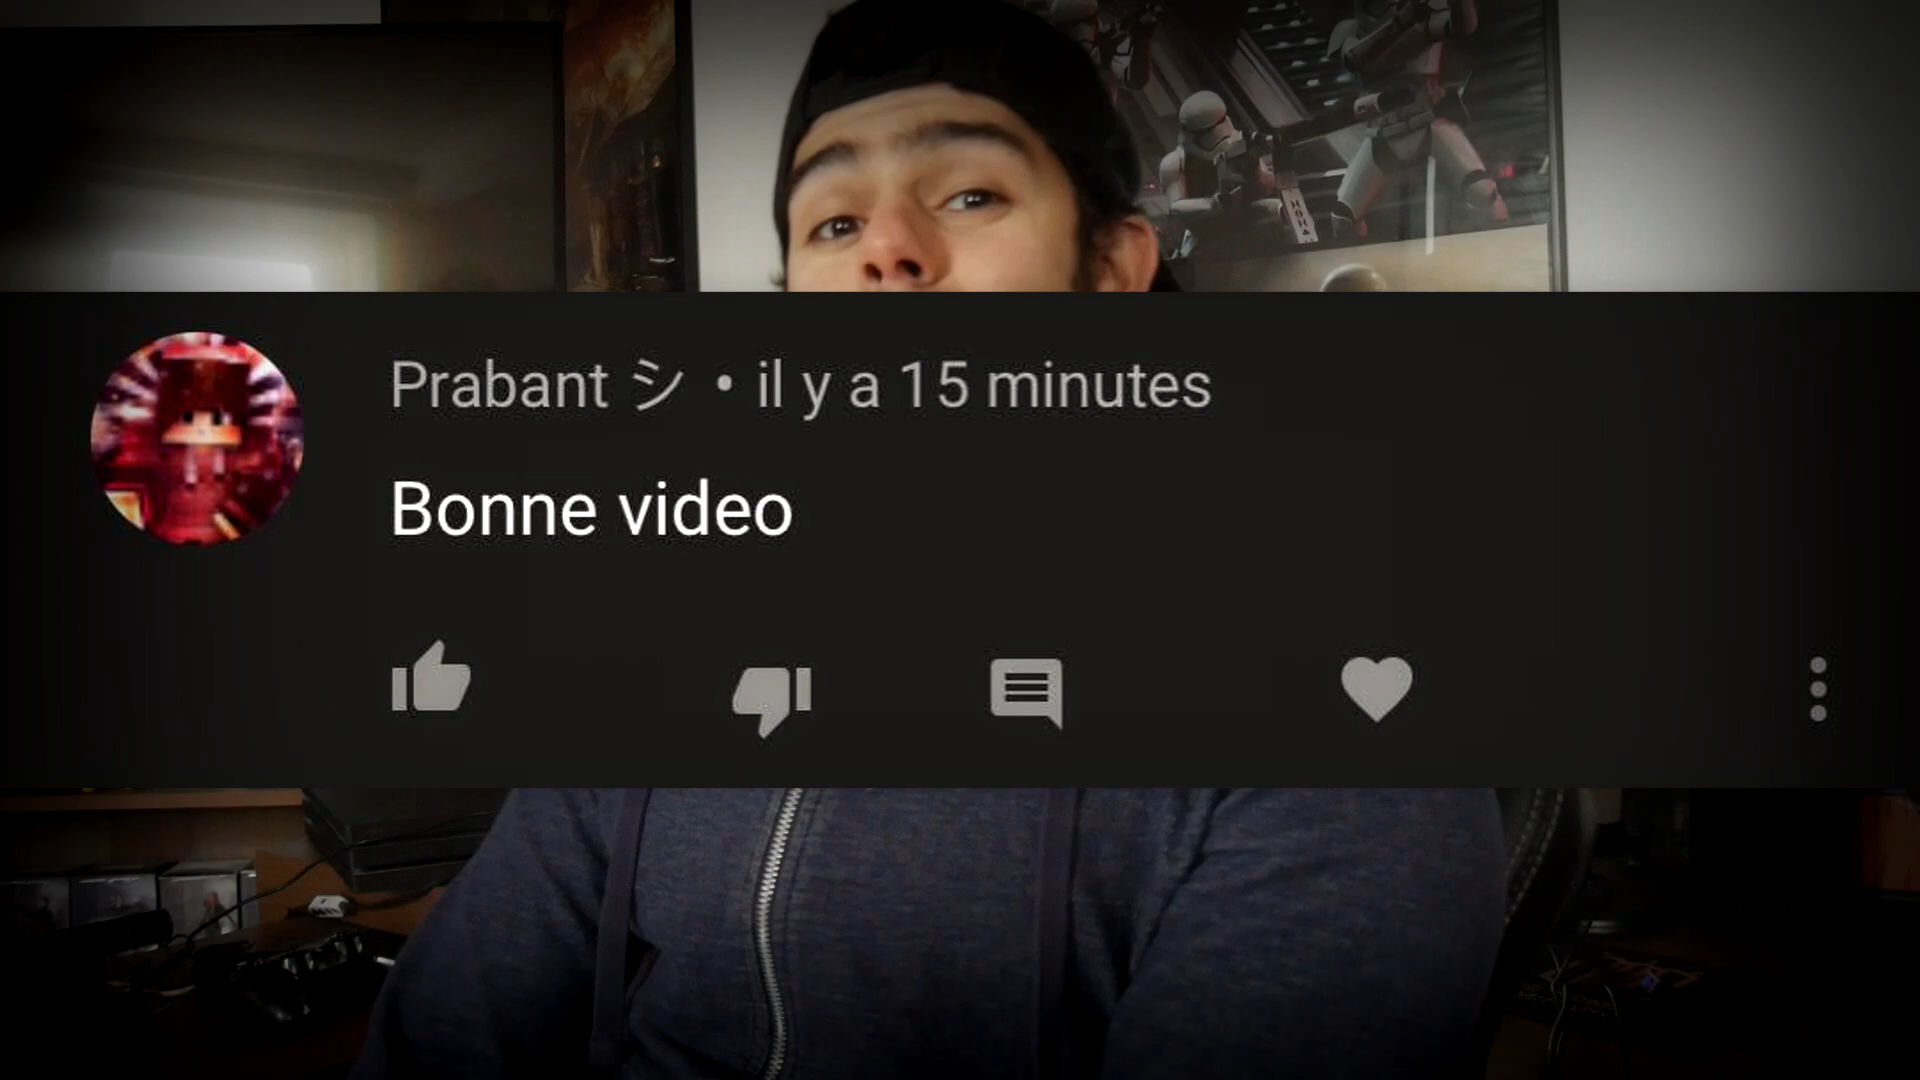 Prabant シ • il y a 15 minutes
Bonne video